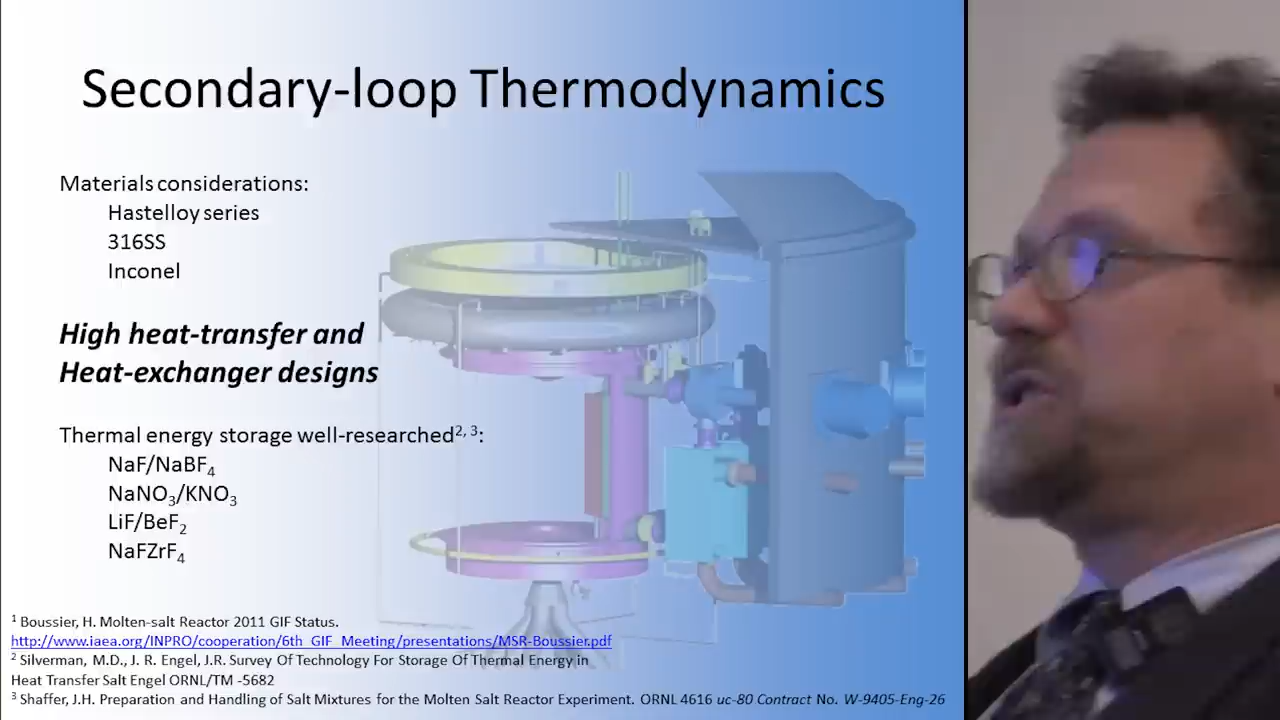 Secondary-loop Thermodynamics
Materials considerations:
Hastelloy series
316SS
Inconel
High heat-transfer and
Heat-exchanger designs
Thermal energy storage well-researched²˒ ³:
NaF/NaBF₄
NaNO₃/KNO₃
LiF/BeF₂
NaFZrF₄
¹ Boussier, H. Molten-salt Reactor 2011 GIF Status.
http://www.iaea.org/INPRO/cooperation/6th_GIF_Meeting/presentations/MSR-Boussier.pdf
² Silverman, M.D., J. R. Engel, J.R. Survey Of Technology For Storage Of Thermal Energy in
Heat Transfer Salt Engel ORNL/TM -5682
³ Shaffer, J.H. Preparation and Handling of Salt Mixtures for the Molten Salt Reactor Experiment. ORNL 4616 uc-80 Contract No. W-9405-Eng-26